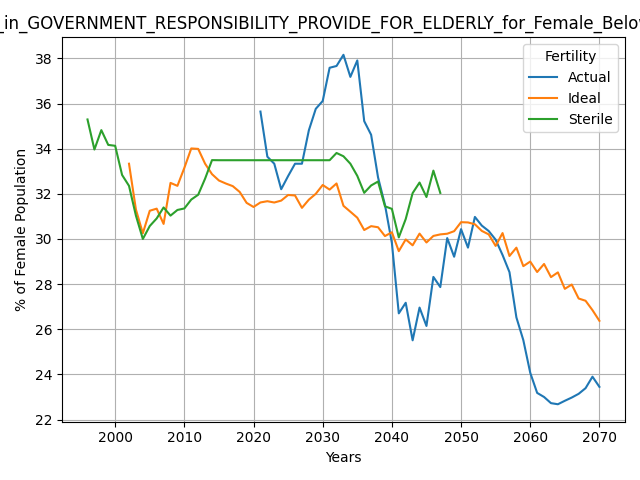 _in_GOVERNMENT_RESPONSIBILITY_PROVIDE_FOR_ELDERLY_for_Female_Belo
Fertility
Actual
Ideal
Sterile
% of Female Population
38
36
34
32
30
28
26
24
22
2000 2010 2020 2030 2040 2050 2060 2070
Years